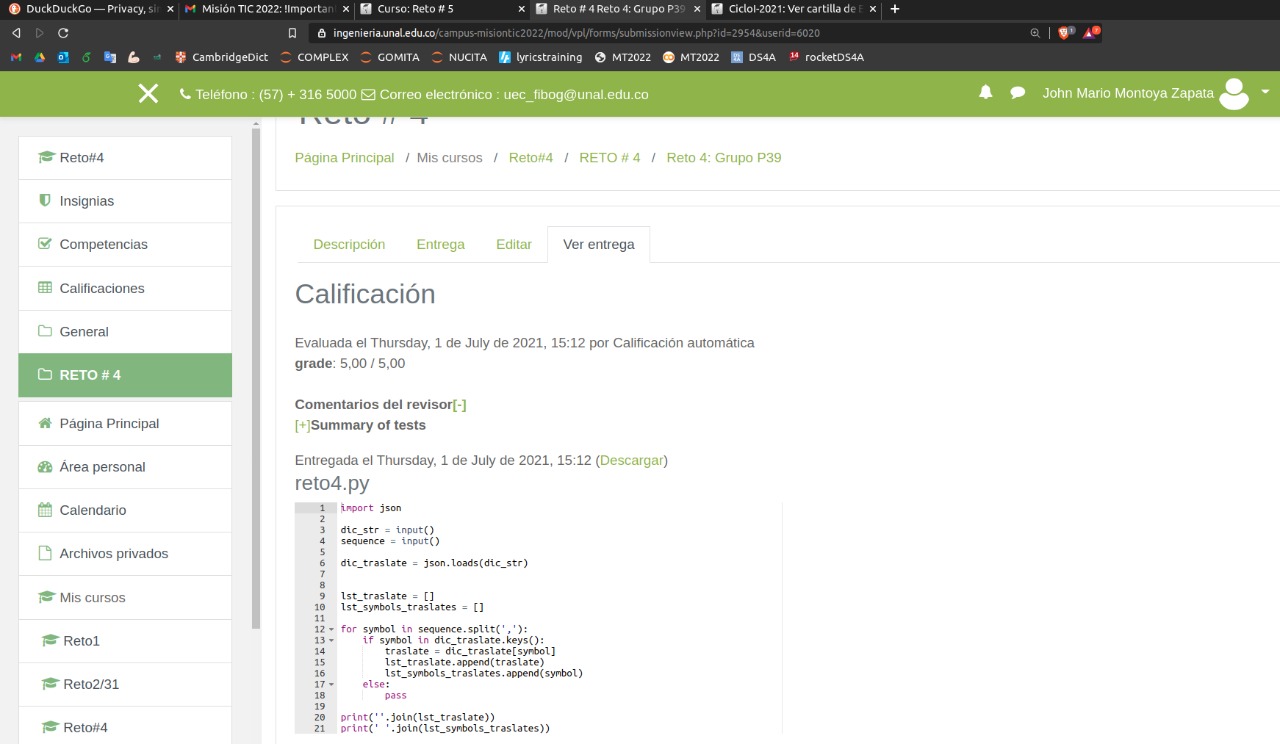 DuckDuckGo — Privacy, sir
Misión TIC 2022: !Importan
Curso: Reto # 5
Reto # 4 Reto 4: Grupo P39
CicloI-2021: Ver cartilla de E
ingenieria.unal.edu.co/campus-misiontic2022/mod/vpl/forms/submissionview.php?id=2954&userid=6020
CambridgeDict COMPLEX GOMITA NUCITA lyricstraining MT2022 MT2022 DS4A rocketDS4A
Teléfono : (57) + 316 5000 Correo electrónico : uec_fibog@unal.edu.co
John Mario Montoya Zapata
Reto#4
Insignias
Competencias
Calificaciones
General
RETO # 4
Página Principal
Área personal
Calendario
Archivos privados
Mis cursos
Reto1
Reto2/31
Reto#4
Reto # 4
Página Principal / Mis cursos / Reto#4 / RETO # 4 / Reto 4: Grupo P39
Descripción Entrega Editar Ver entrega
Calificación
Evaluada el Thursday, 1 de July de 2021, 15:12 por Calificación automática
grade: 5,00 / 5,00
Comentarios del revisor[-]
[+]Summary of tests
Entregada el Thursday, 1 de July de 2021, 15:12 (Descargar)
reto4.py
1 import json
2
3 dic_str = input()
4 sequence = input()
5
6 dic_traslate = json.loads(dic_str)
7
8
9 lst_traslate = []
10 lst_symbols_traslates = []
11
12 for symbol in sequence.split(','):
13 if symbol in dic_traslate.keys():
14 traslate = dic_traslate[symbol]
15 lst_traslate.append(traslate)
16 lst_symbols_traslates.append(symbol)
17 else:
18 pass
19
20 print(''.join(lst_traslate))
21 print(' '.join(lst_symbols_traslates))